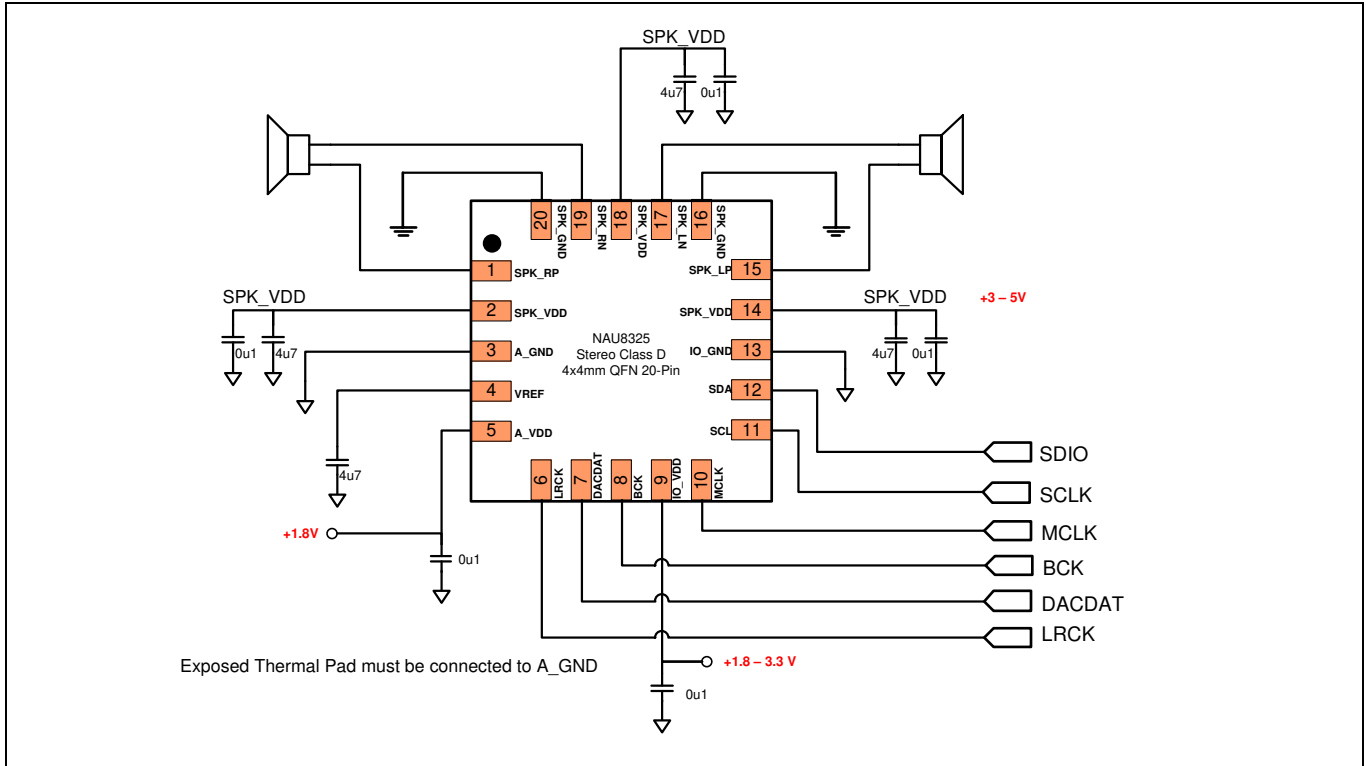 SPK_VDD
4u7
0u1
20
SPK_GND
19
SPK_RN
18
SPK_VDD
17
SPK_LN
16
SPK_GND
1
SPK_RP
SPK_LP
15
SPK_VDD
0u1
4u7
2
SPK_VDD
SPK_VDD
14
SPK_VDD
+3 – 5V
4u7
0u1
NAU8325
Stereo Class D
4x4mm QFN 20-Pin
3
A_GND
IO_GND
13
4
VREF
SDA
12
5
A_VDD
SCL
11
4u7
6
LRCK
7
DACDAT
8
BCK
9
IO_VDD
10
MCLK
SDIO
SCLK
+1.8V
0u1
MCLK
BCK
DACDAT
LRCK
Exposed Thermal Pad must be connected to A_GND
+1.8 – 3.3 V
0u1